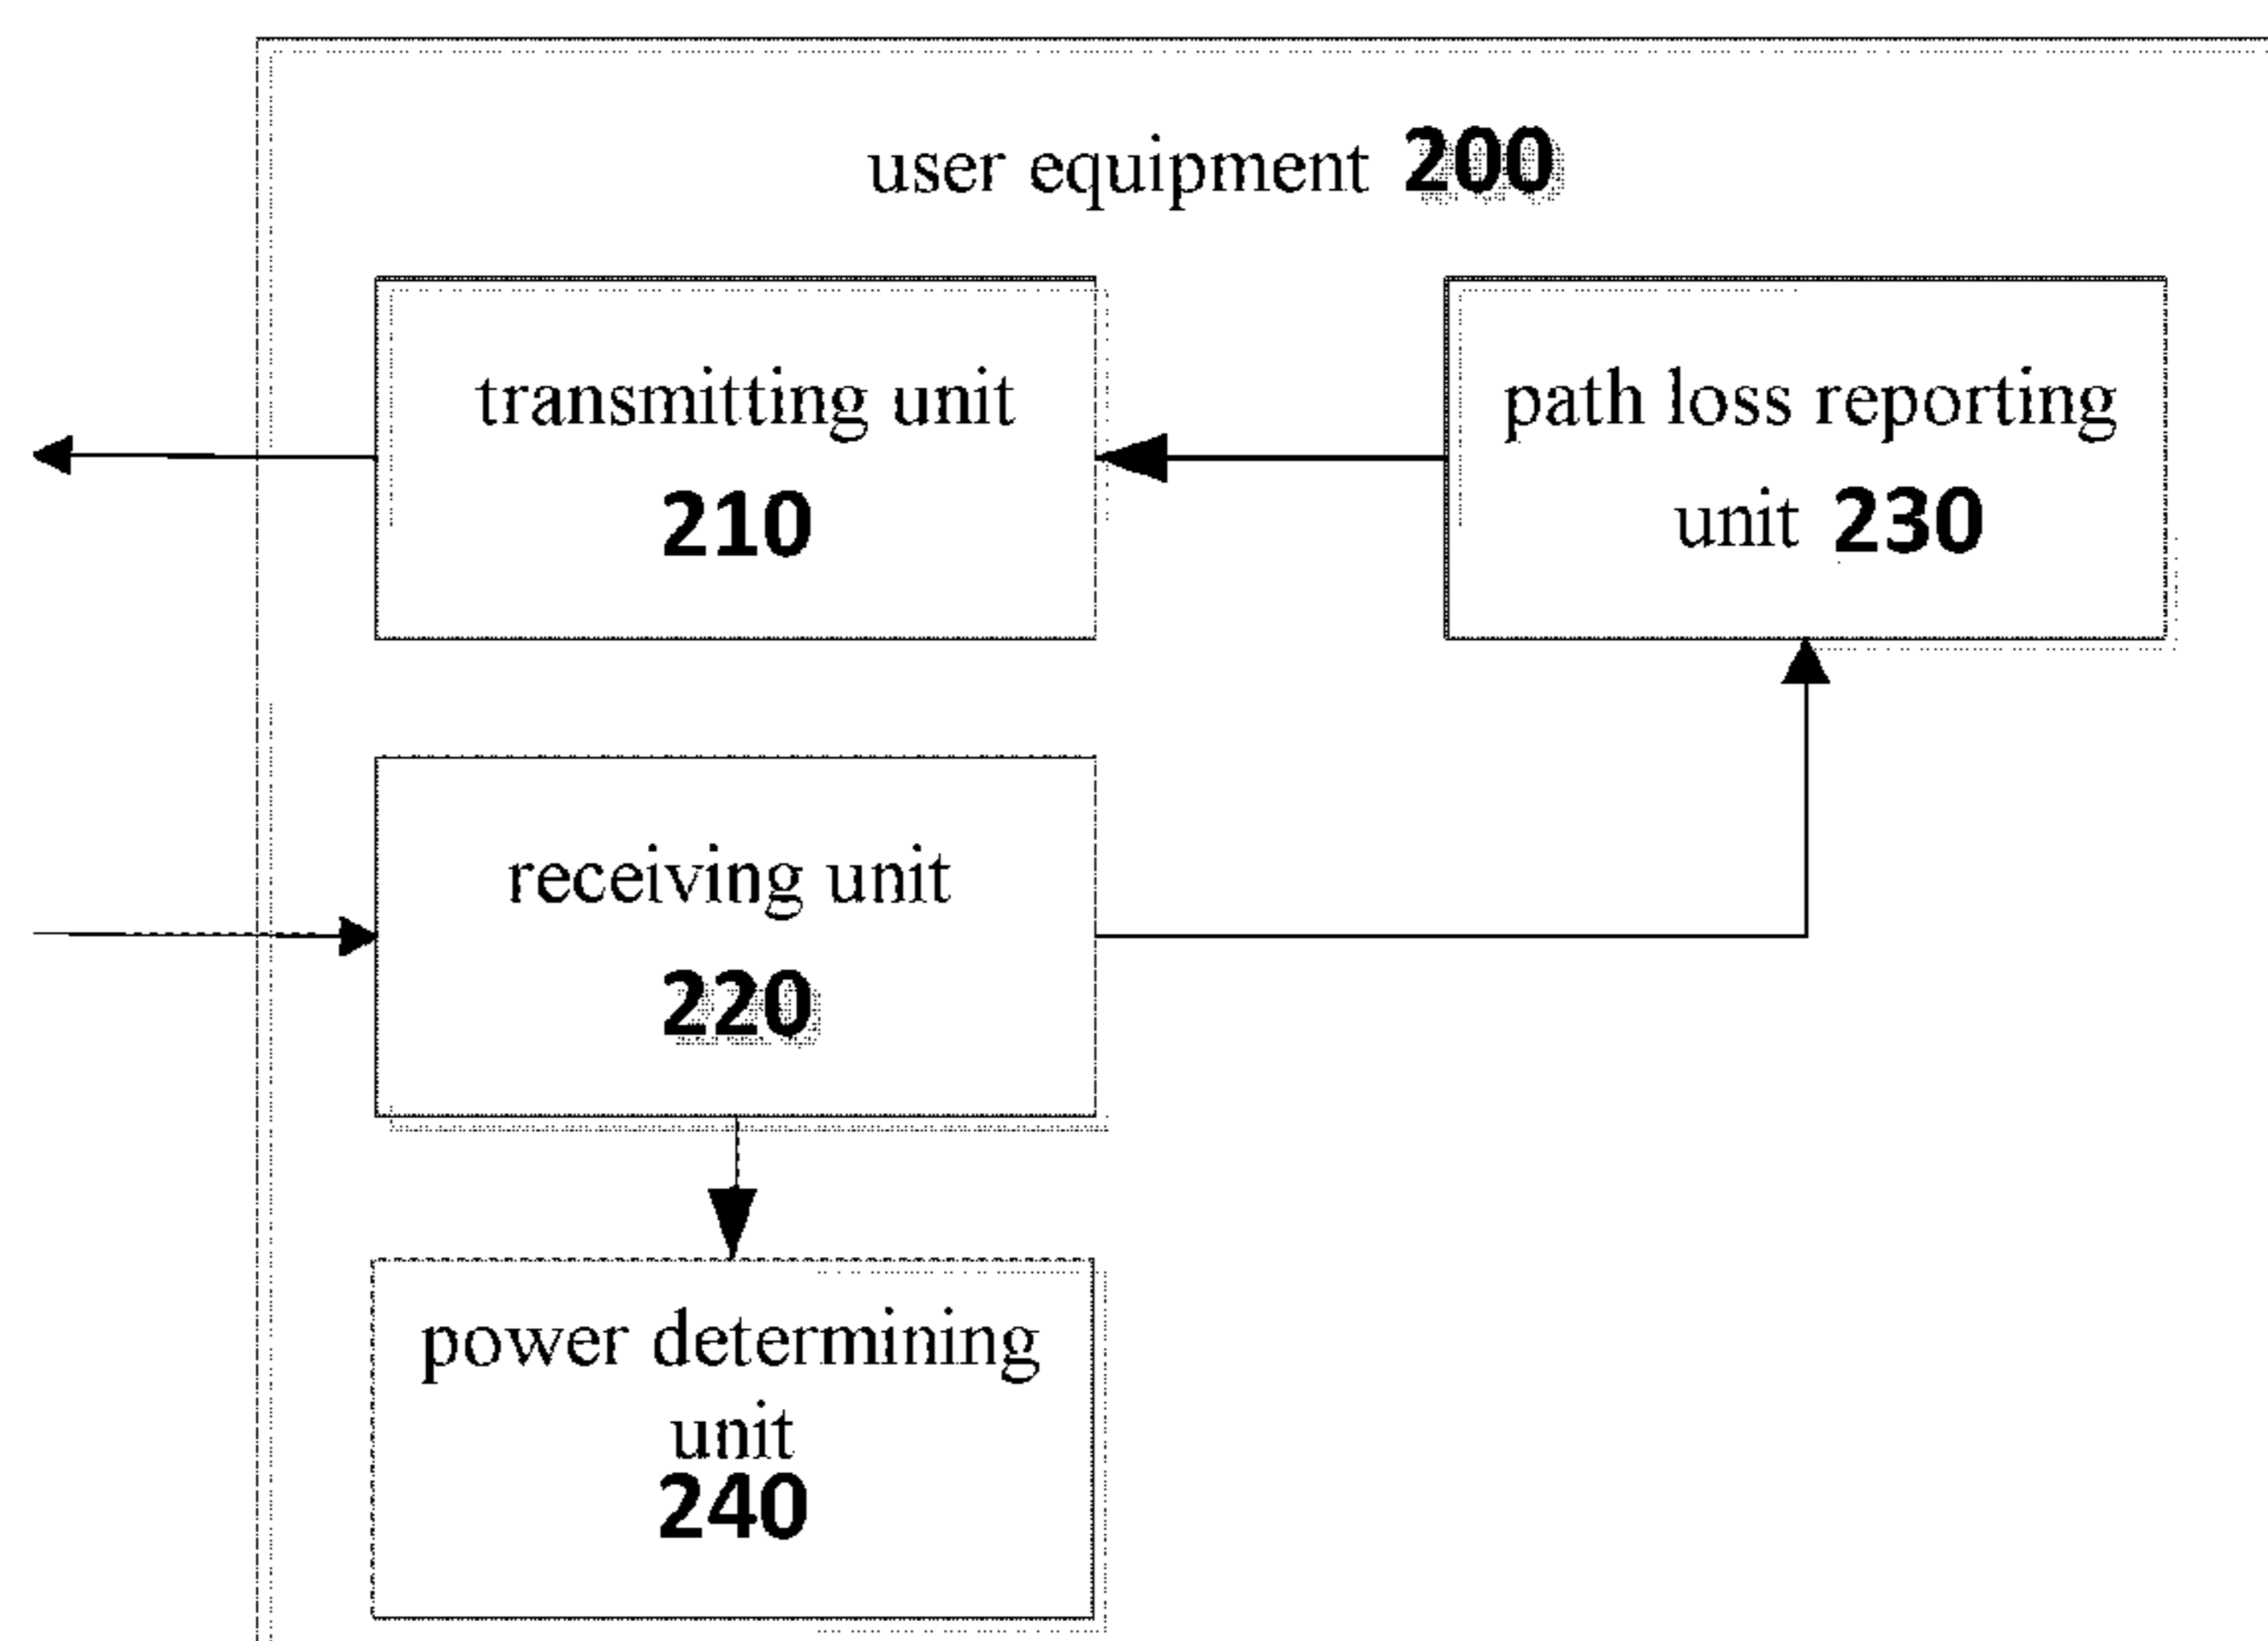 user equipment 200
transmitting unit
210
path loss reporting
unit 230
receiving unit
220
power determining
unit
240